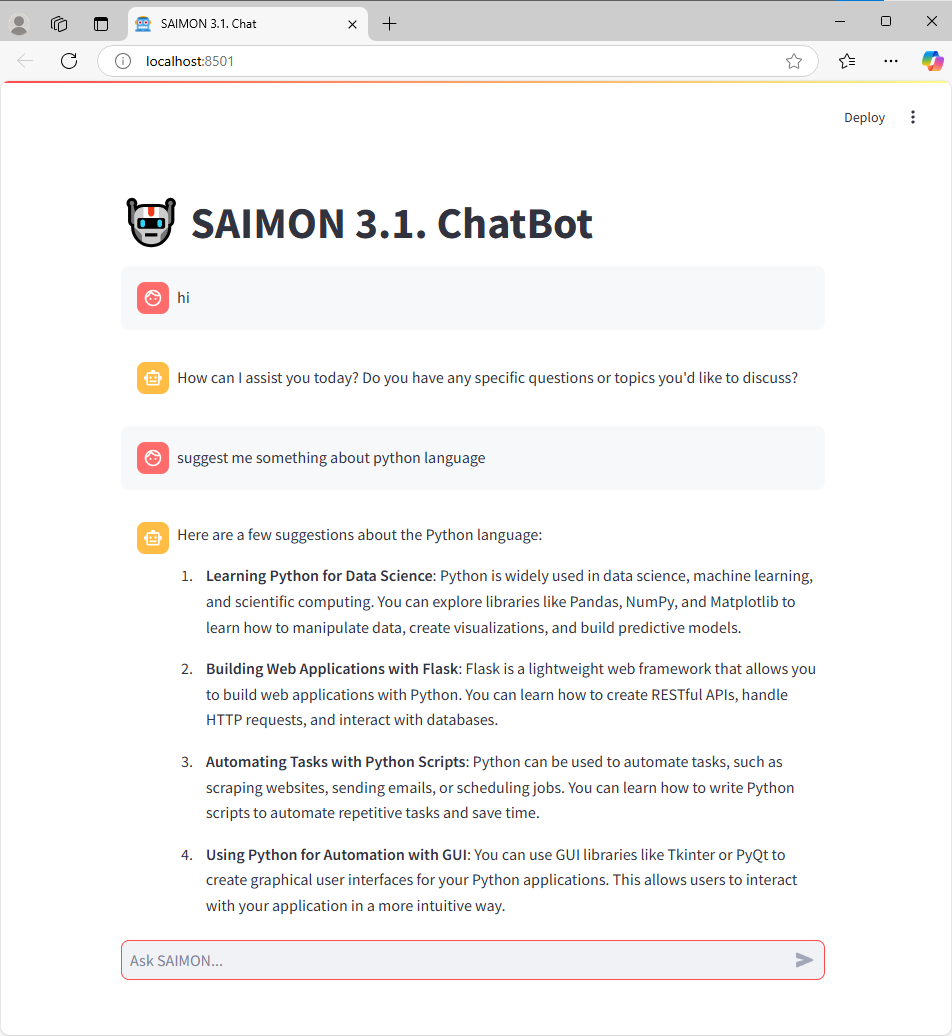 SAIMON 3.1. Chat
localhost:8501
Deploy
SAIMON 3.1. ChatBot
hi
How can I assist you today? Do you have any specific questions or topics you'd like to discuss?
suggest me something about python language
Here are a few suggestions about the Python language:
1. Learning Python for Data Science: Python is widely used in data science, machine learning,
and scientific computing. You can explore libraries like Pandas, NumPy, and Matplotlib to
learn how to manipulate data, create visualizations, and build predictive models.
2. Building Web Applications with Flask: Flask is a lightweight web framework that allows you
to build web applications with Python. You can learn how to create RESTful APIs, handle
HTTP requests, and interact with databases.
3. Automating Tasks with Python Scripts: Python can be used to automate tasks, such as
scraping websites, sending emails, or scheduling jobs. You can learn how to write Python
scripts to automate repetitive tasks and save time.
4. Using Python for Automation with GUI: You can use GUI libraries like Tkinter or PyQt to
create graphical user interfaces for your Python applications. This allows users to interact
with your application in a more intuitive way.
Ask SAIMON...